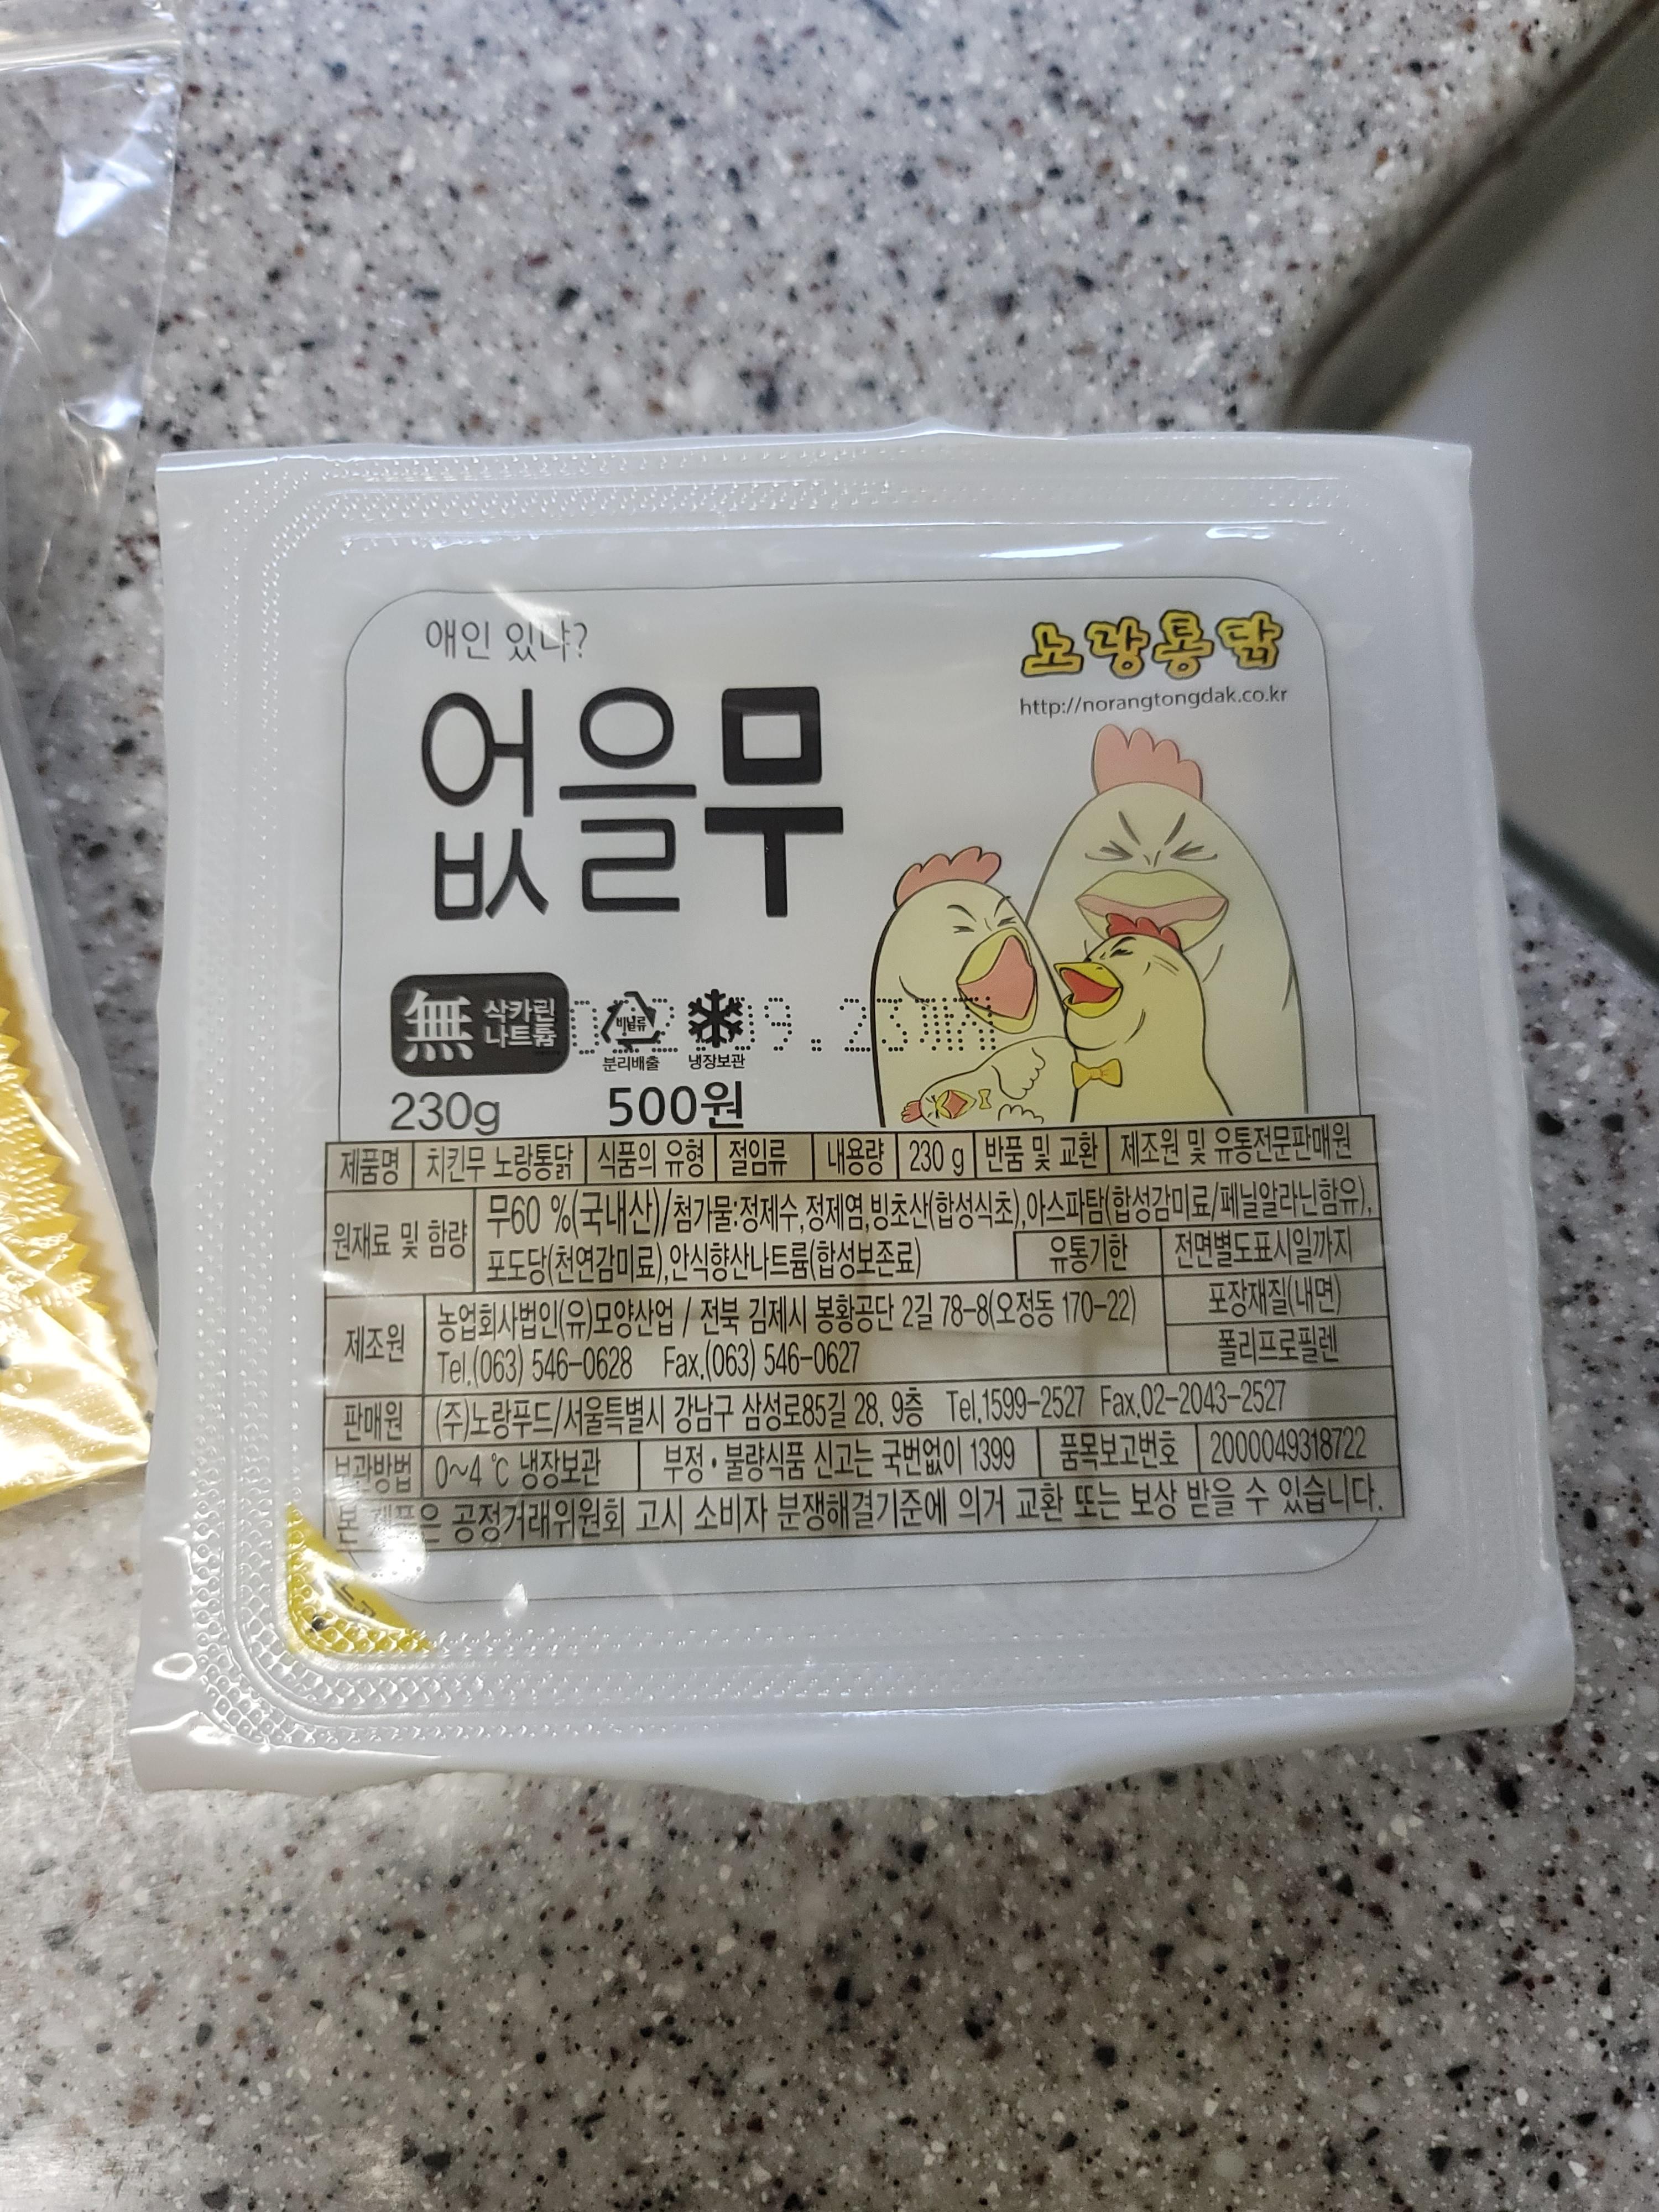 애인 있냐?
노랑통닭
http://norangtongdak.co.kr
없을무
無 삭카린
나트륨
비닐류
분리배출 냉장보관
09.23까지
230g 500원
제품명 치킨무 노랑통닭 식품의 유형 절임류 내용량 230 g 반품 및 교환 제조원 및 유통전문판매원
원재료 및 함량 무60 %(국내산)/첨가물:정제수,정제염,빙초산(합성식초),아스파탐(합성감미료/페닐알라닌함유),
포도당(천연감미료),안식향산나트륨(합성보존료) 유통기한 전면별도표시일까지
제조원 농업회사법인(유)모양산업 / 전북 김제시 봉황공단 2길 78-8(오정동 170-22) 포장재질(내면)
Tel.(063) 546-0628 Fax.(063) 546-0627 폴리프로필렌
판매원 (주)노랑푸드/서울특별시 강남구 삼성로85길 28, 9층 Tel.1599-2527 Fax.02-2043-2527
보관방법 0~4 ℃ 냉장보관 부정•불량식품 신고는 국번없이 1399 품목보고번호 2000049318722
본 제품은 공정거래위원회 고시 소비자 분쟁해결기준에 의거 교환 또는 보상 받을 수 있습니다.